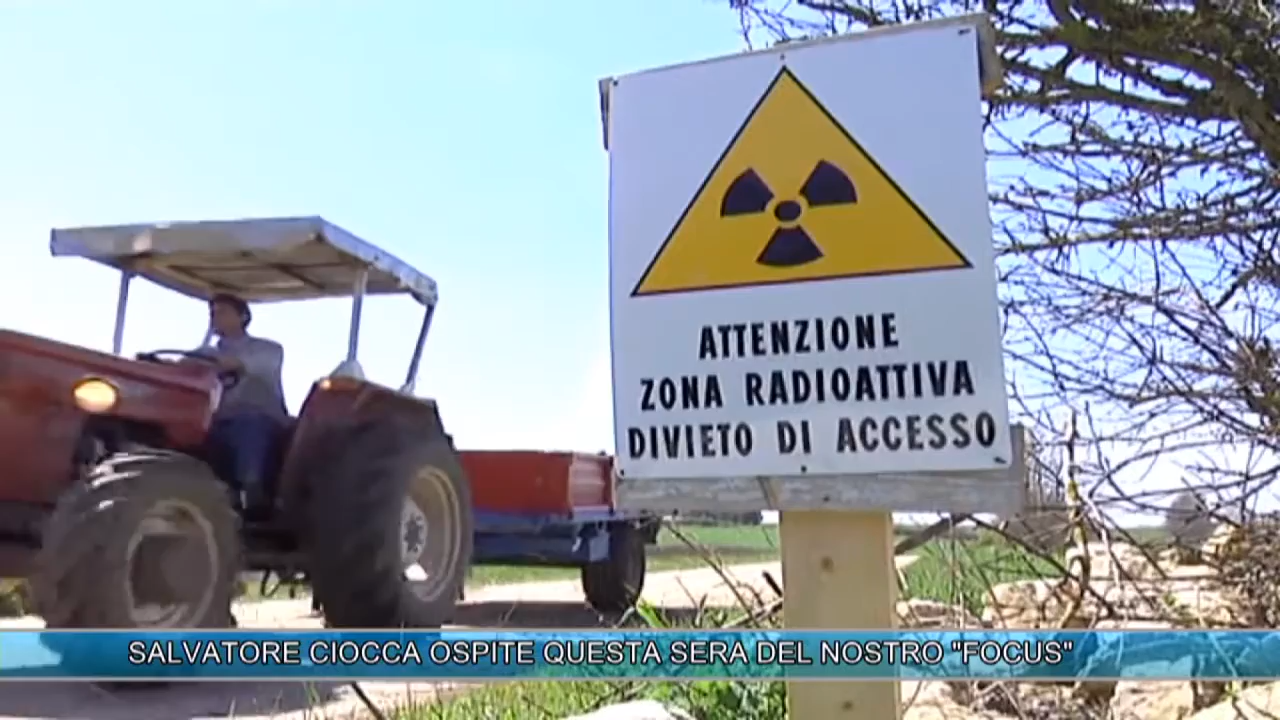 ATTENZIONE
ZONA RADIOATTIVA
DIVIETO DI ACCESSO
SALVATORE CIOCCA OSPITE QUESTA SERA DEL NOSTRO "FOCUS"